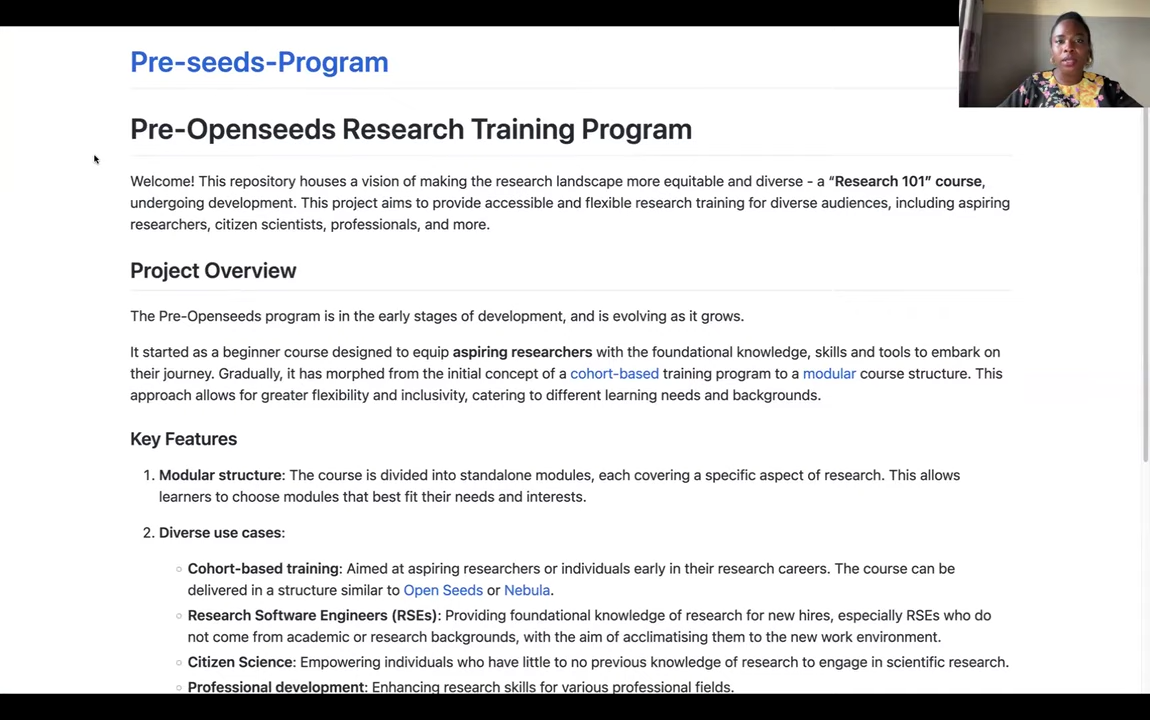 Pre-seeds-Program
Pre-Openseeds Research Training Program
Welcome! This repository houses a vision of making the research landscape more equitable and diverse - a “Research 101” course,
undergoing development. This project aims to provide accessible and flexible research training for diverse audiences, including aspiring
researchers, citizen scientists, professionals, and more.
Project Overview
The Pre-Openseeds program is in the early stages of development, and is evolving as it grows.
It started as a beginner course designed to equip aspiring researchers with the foundational knowledge, skills and tools to embark on
their journey. Gradually, it has morphed from the initial concept of a cohort-based training program to a modular course structure. This
approach allows for greater flexibility and inclusivity, catering to different learning needs and backgrounds.
Key Features
1. Modular structure: The course is divided into standalone modules, each covering a specific aspect of research. This allows
learners to choose modules that best fit their needs and interests.
2. Diverse use cases:
◦ Cohort-based training: Aimed at aspiring researchers or individuals early in their research careers. The course can be
delivered in a structure similar to Open Seeds or Nebula.
◦ Research Software Engineers (RSEs): Providing foundational knowledge of research for new hires, especially RSEs who do
not come from academic or research backgrounds, with the aim of acclimatising them to the new work environment.
◦ Citizen Science: Empowering individuals who have little to no previous knowledge of research to engage in scientific research.
◦ Professional development: Enhancing research skills for various professional fields.